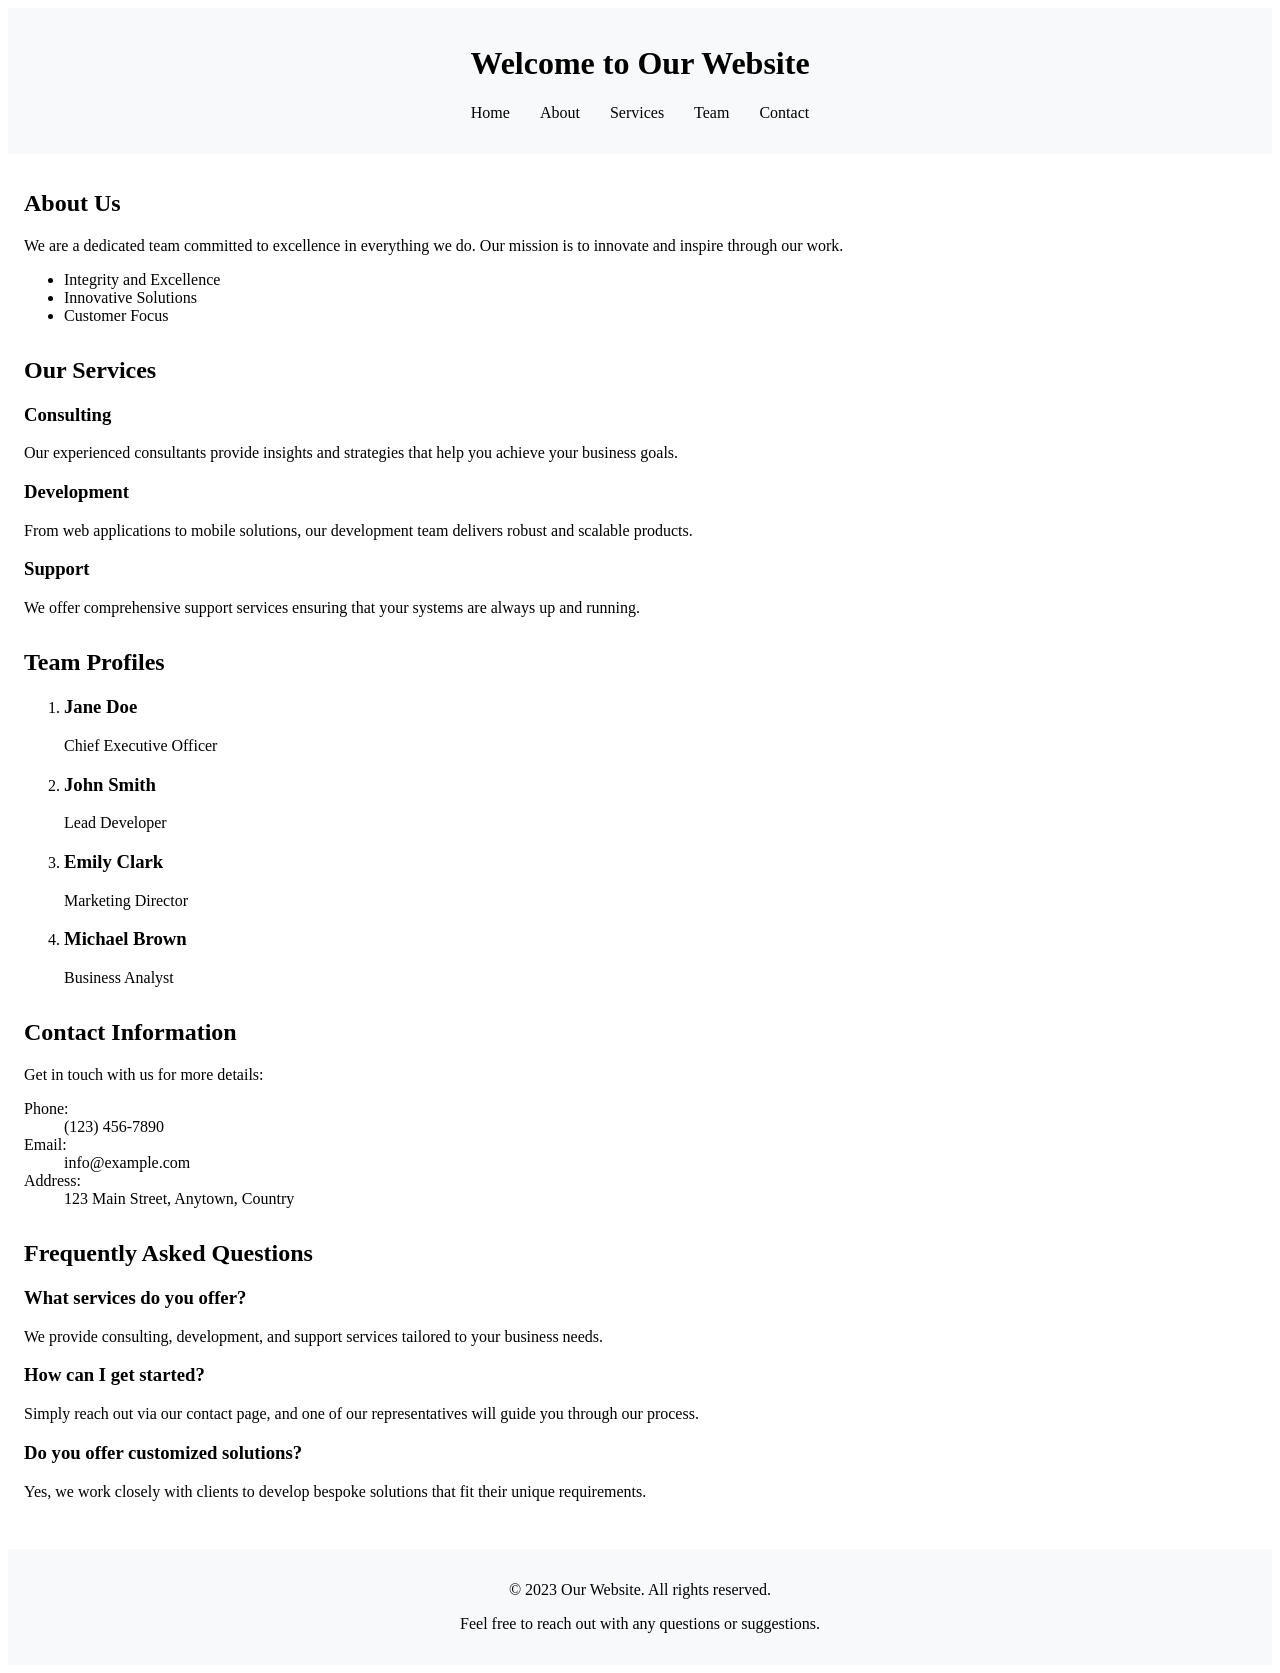 Welcome to Our Website
Home About Services Team Contact
About Us
We are a dedicated team committed to excellence in everything we do. Our mission is to innovate and inspire through our work.
• Integrity and Excellence
• Innovative Solutions
• Customer Focus
Our Services
Consulting
Our experienced consultants provide insights and strategies that help you achieve your business goals.
Development
From web applications to mobile solutions, our development team delivers robust and scalable products.
Support
We offer comprehensive support services ensuring that your systems are always up and running.
Team Profiles
1. Jane Doe
Chief Executive Officer
2. John Smith
Lead Developer
3. Emily Clark
Marketing Director
4. Michael Brown
Business Analyst
Contact Information
Get in touch with us for more details:
Phone:
(123) 456-7890
Email:
info@example.com
Address:
123 Main Street, Anytown, Country
Frequently Asked Questions
What services do you offer?
We provide consulting, development, and support services tailored to your business needs.
How can I get started?
Simply reach out via our contact page, and one of our representatives will guide you through our process.
Do you offer customized solutions?
Yes, we work closely with clients to develop bespoke solutions that fit their unique requirements.
© 2023 Our Website. All rights reserved.
Feel free to reach out with any questions or suggestions.